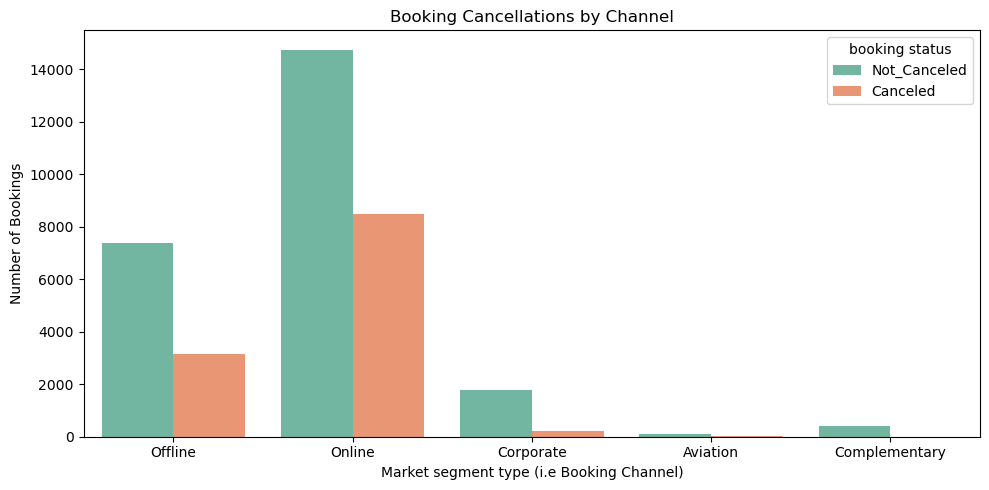 Booking Cancellations by Channel
booking status
Not_Canceled
Canceled
Number of Bookings
14000
12000
10000
8000
6000
4000
2000
0
Offline
Online
Corporate
Aviation
Complementary
Market segment type (i.e Booking Channel)